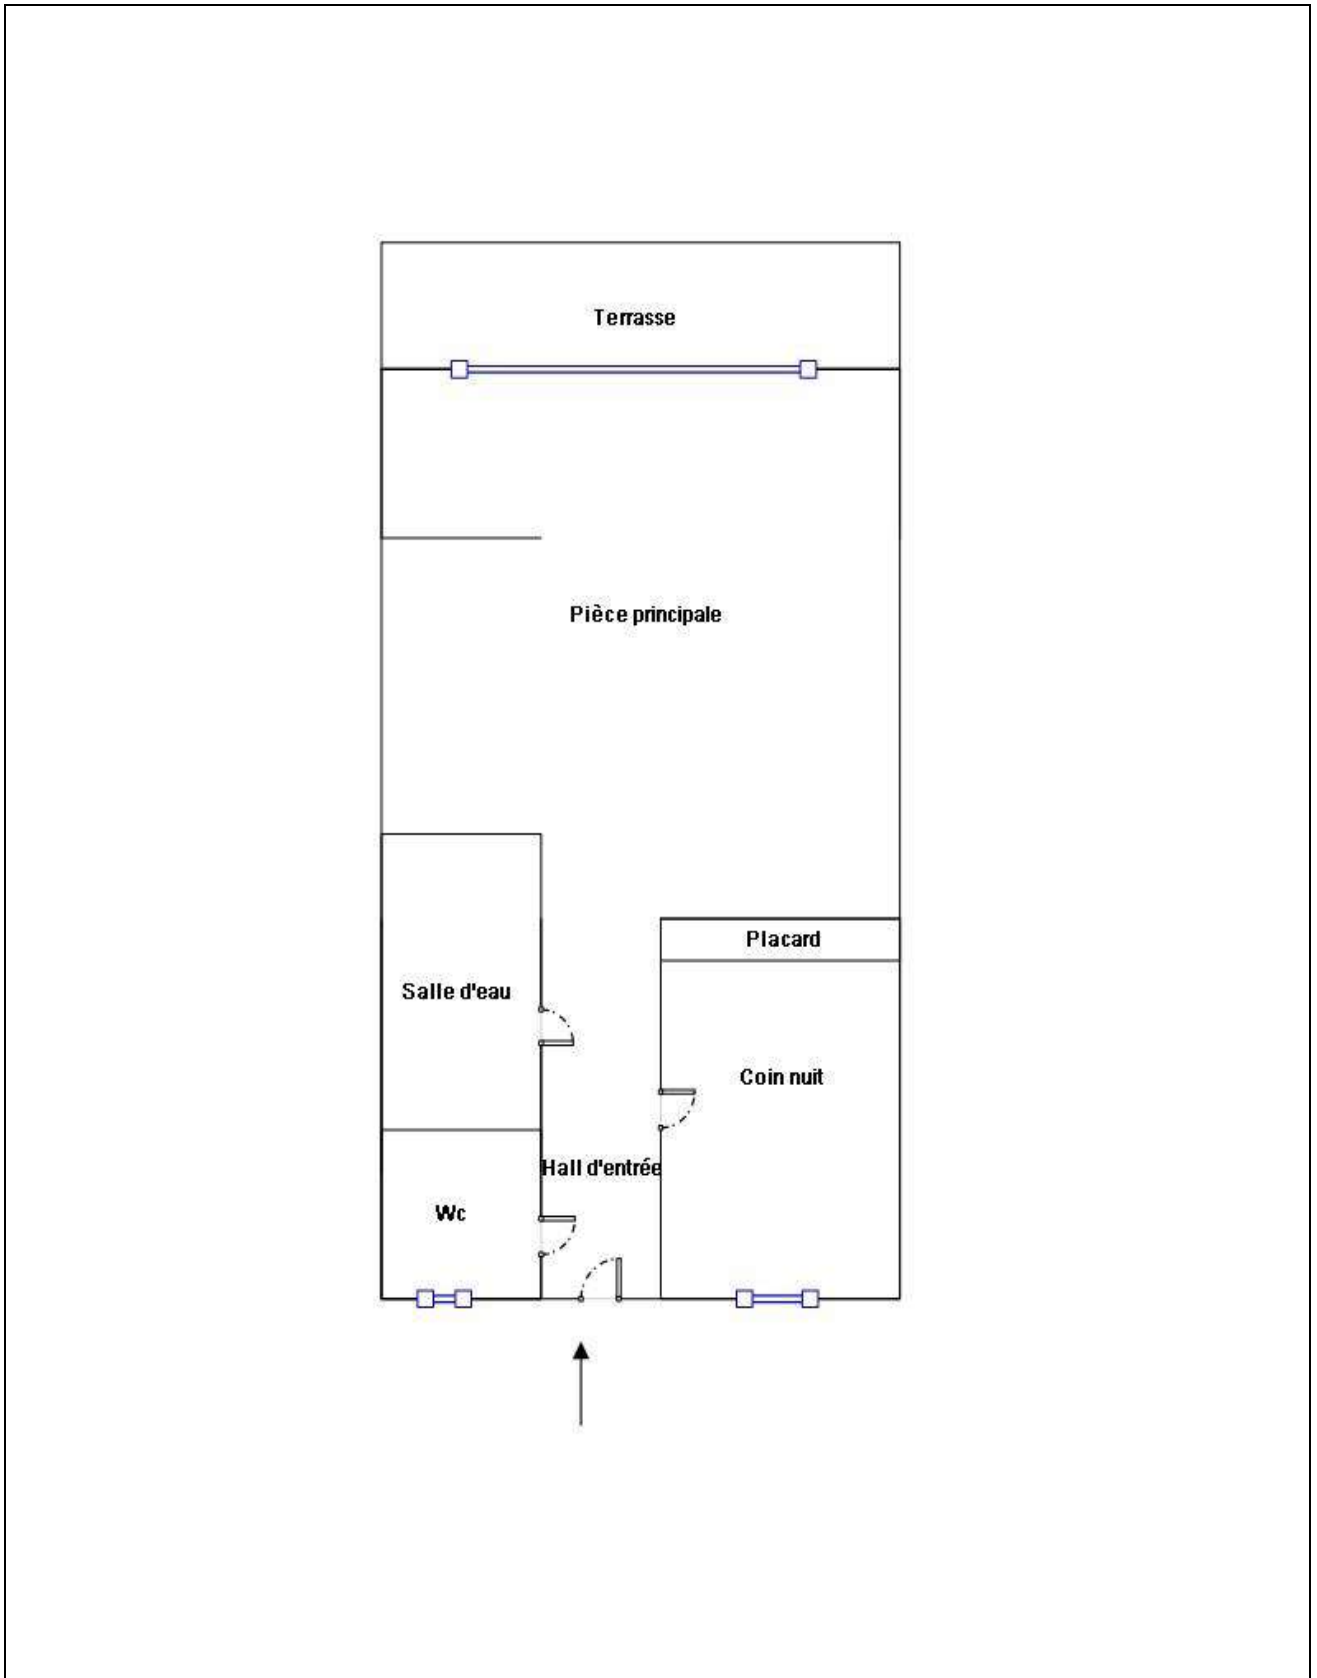 Terrasse
Pièce principale
Placard
Salle d'eau
Coin nuit
Hall d'entrée
Wc